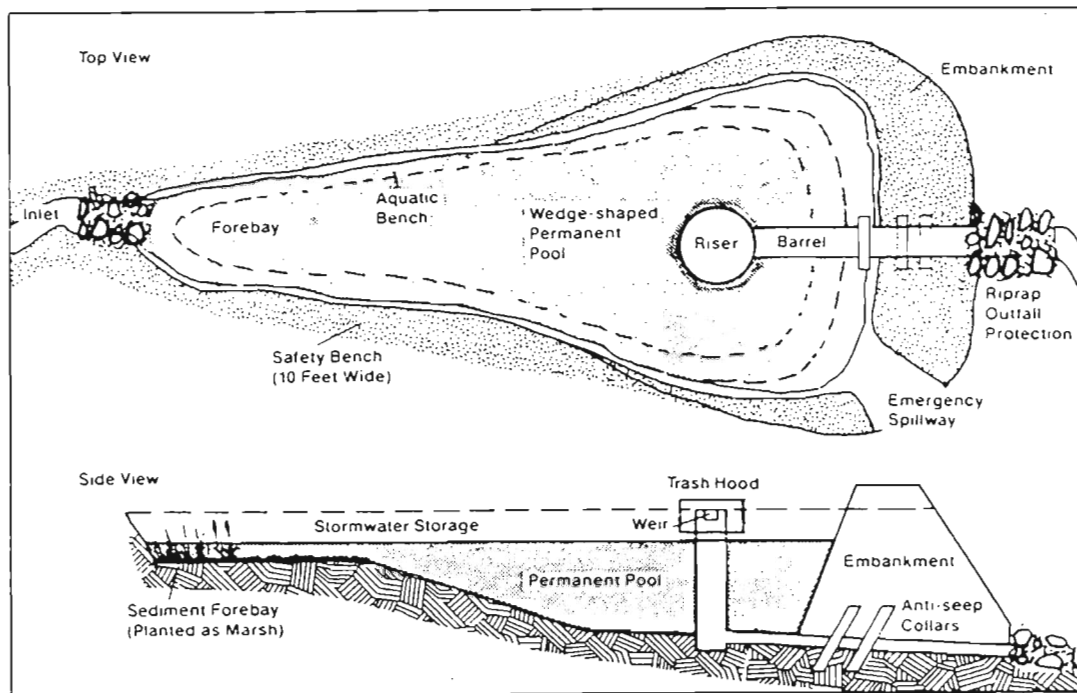 Top View
Embankment
Inlet
Forebay
Aquatic
Bench
Wedge-shaped
Permanent
Pool
Riser
Barrel
Riprap
Outfall
Protection
Safety Bench
(10 Feet Wide)
Emergency
Spillway
Side View
Trash Hood
Stormwater Storage
Weir
Permanent Pool
Embankment
Sediment Forebay
(Planted as Marsh)
Anti-seep
Collars